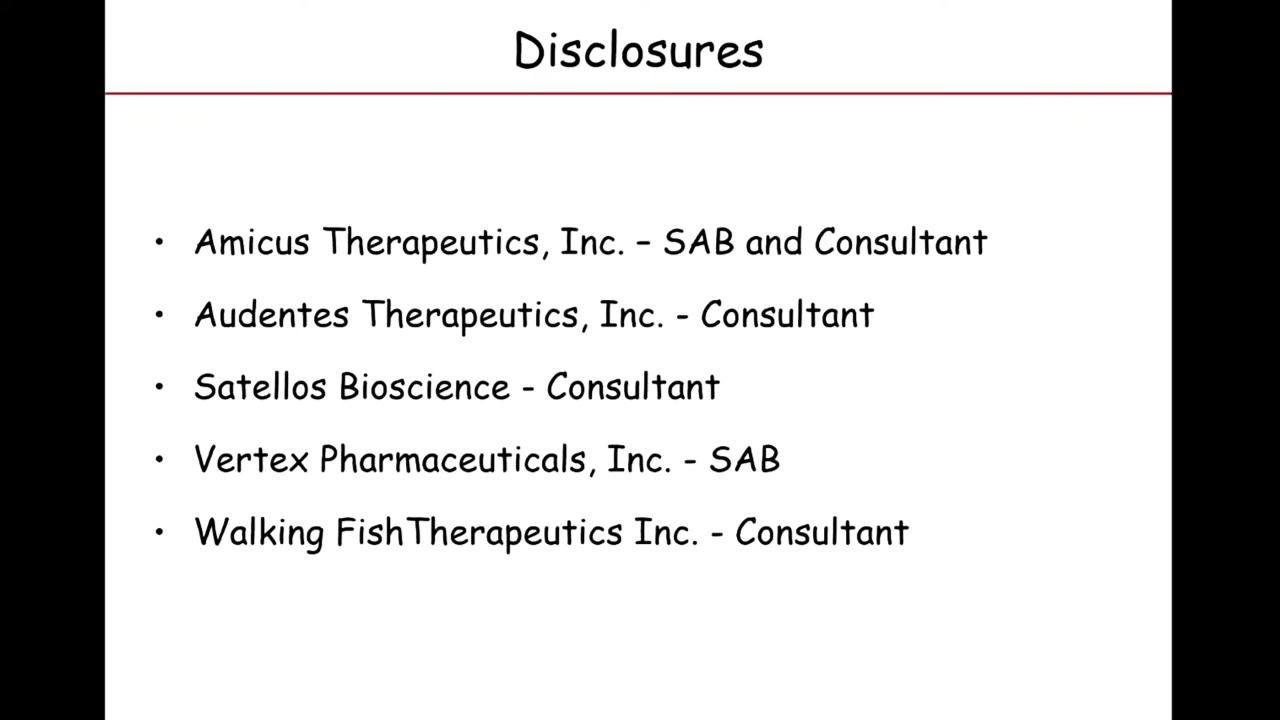 Disclosures
• Amicus Therapeutics, Inc. – SAB and Consultant
• Audentes Therapeutics, Inc. - Consultant
• Satellos Bioscience - Consultant
• Vertex Pharmaceuticals, Inc. - SAB
• Walking FishTherapeutics Inc. - Consultant